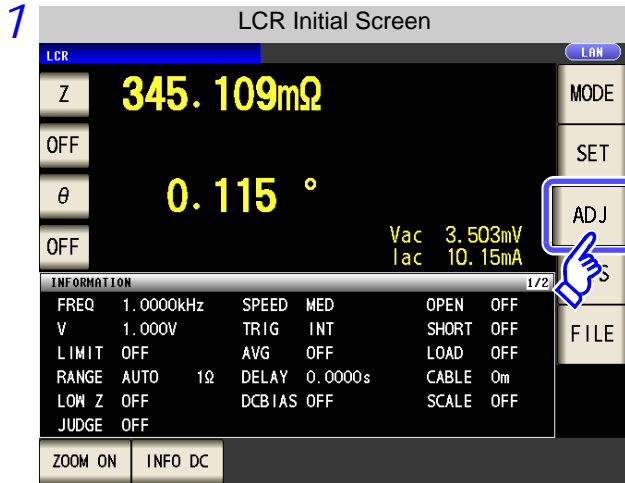 1
LCR Initial Screen
LCR
LAN
Z
345.109mΩ
MODE
OFF
SET
θ
0.115 °
ADJ
OFF
Vac 3.503mV
Iac 10.15mA
S
INFORMATION 1/2
FREQ 1.0000kHz SPEED MED OPEN OFF
V 1.000V TRIG INT SHORT OFF
FILE
LIMIT OFF AVG OFF LOAD OFF
RANGE AUTO 1Ω DELAY 0.0000s CABLE 0m
LOW Z OFF DCBIAS OFF SCALE OFF
JUDGE OFF
ZOOM ON INFO DC